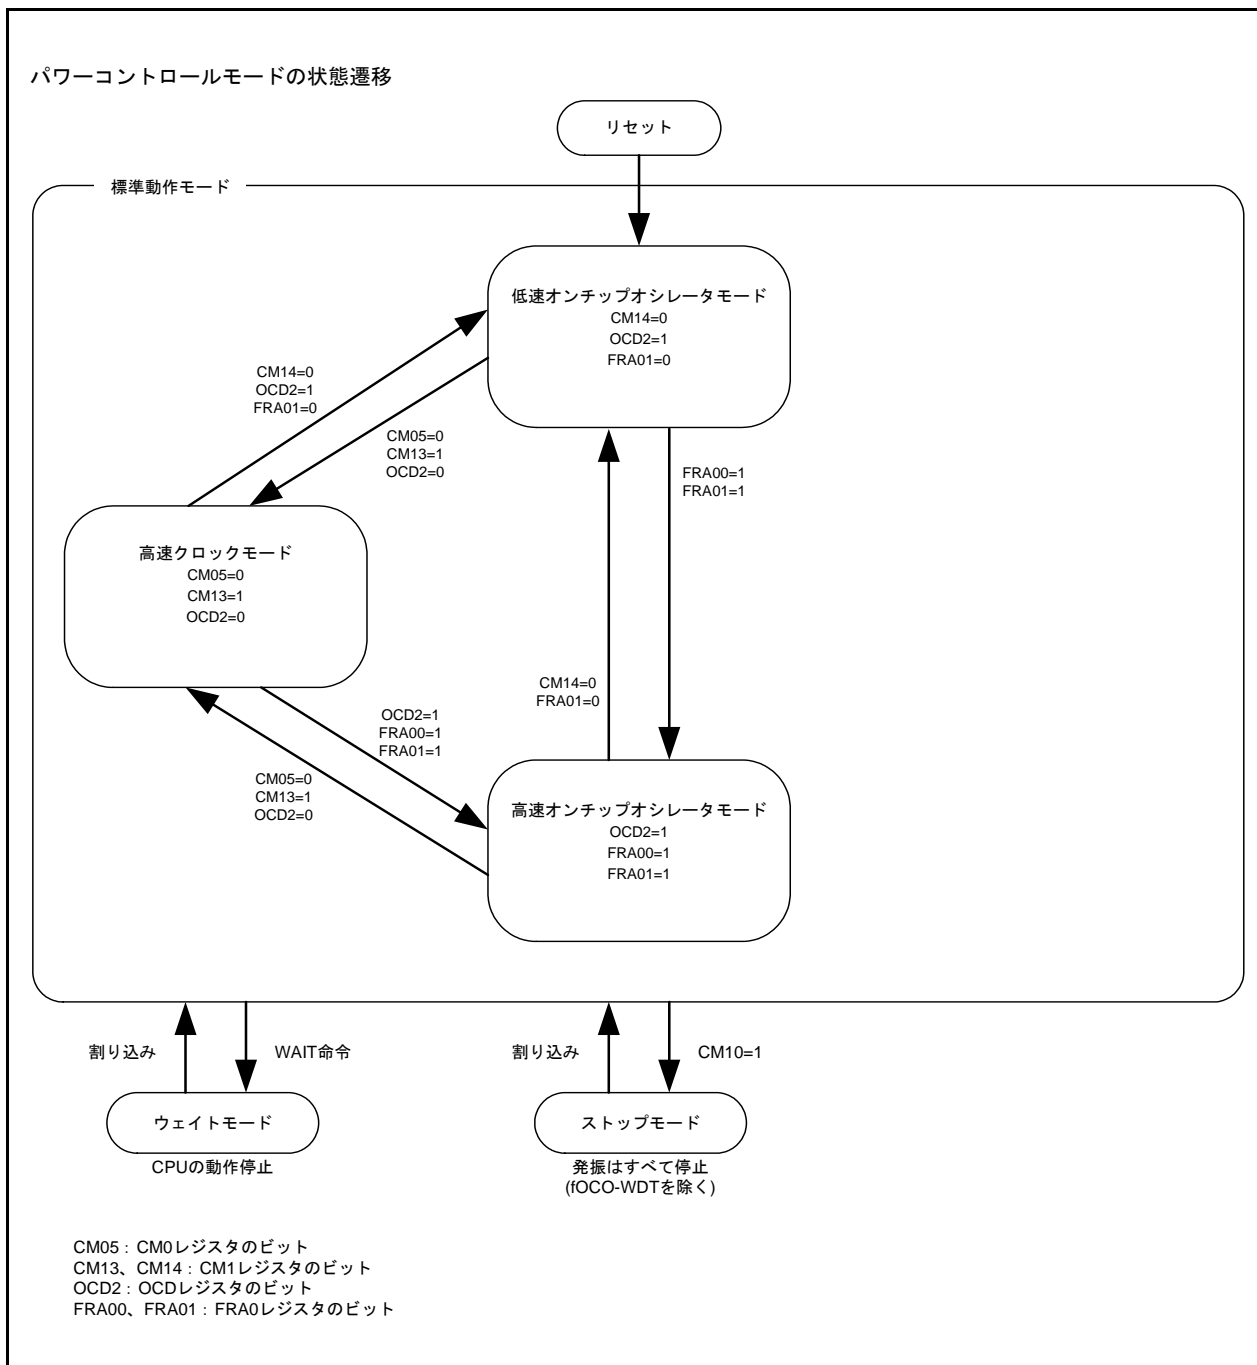 パワーコントロールモードの状態遷移
リセット
標準動作モード
低速オンチップオシレータモード
CM14=0
OCD2=1
FRA01=0
CM14=0
OCD2=1
FRA01=0
CM05=0
CM13=1
OCD2=0
FRA00=1
FRA01=1
高速クロックモード
CM05=0
CM13=1
OCD2=0
CM14=0
FRA01=0
OCD2=1
FRA00=1
FRA01=1
CM05=0
CM13=1
OCD2=0
高速オンチップオシレータモード
OCD2=1
FRA00=1
FRA01=1
割り込み
WAIT命令
割り込み
CM10=1
ウェイトモード
CPUの動作停止
ストップモード
発振はすべて停止
(fOCO-WDTを除く)
CM05：CM0レジスタのビット
CM13、CM14：CM1レジスタのビット
OCD2：OCDレジスタのビット
FRA00、FRA01：FRA0レジスタのビット